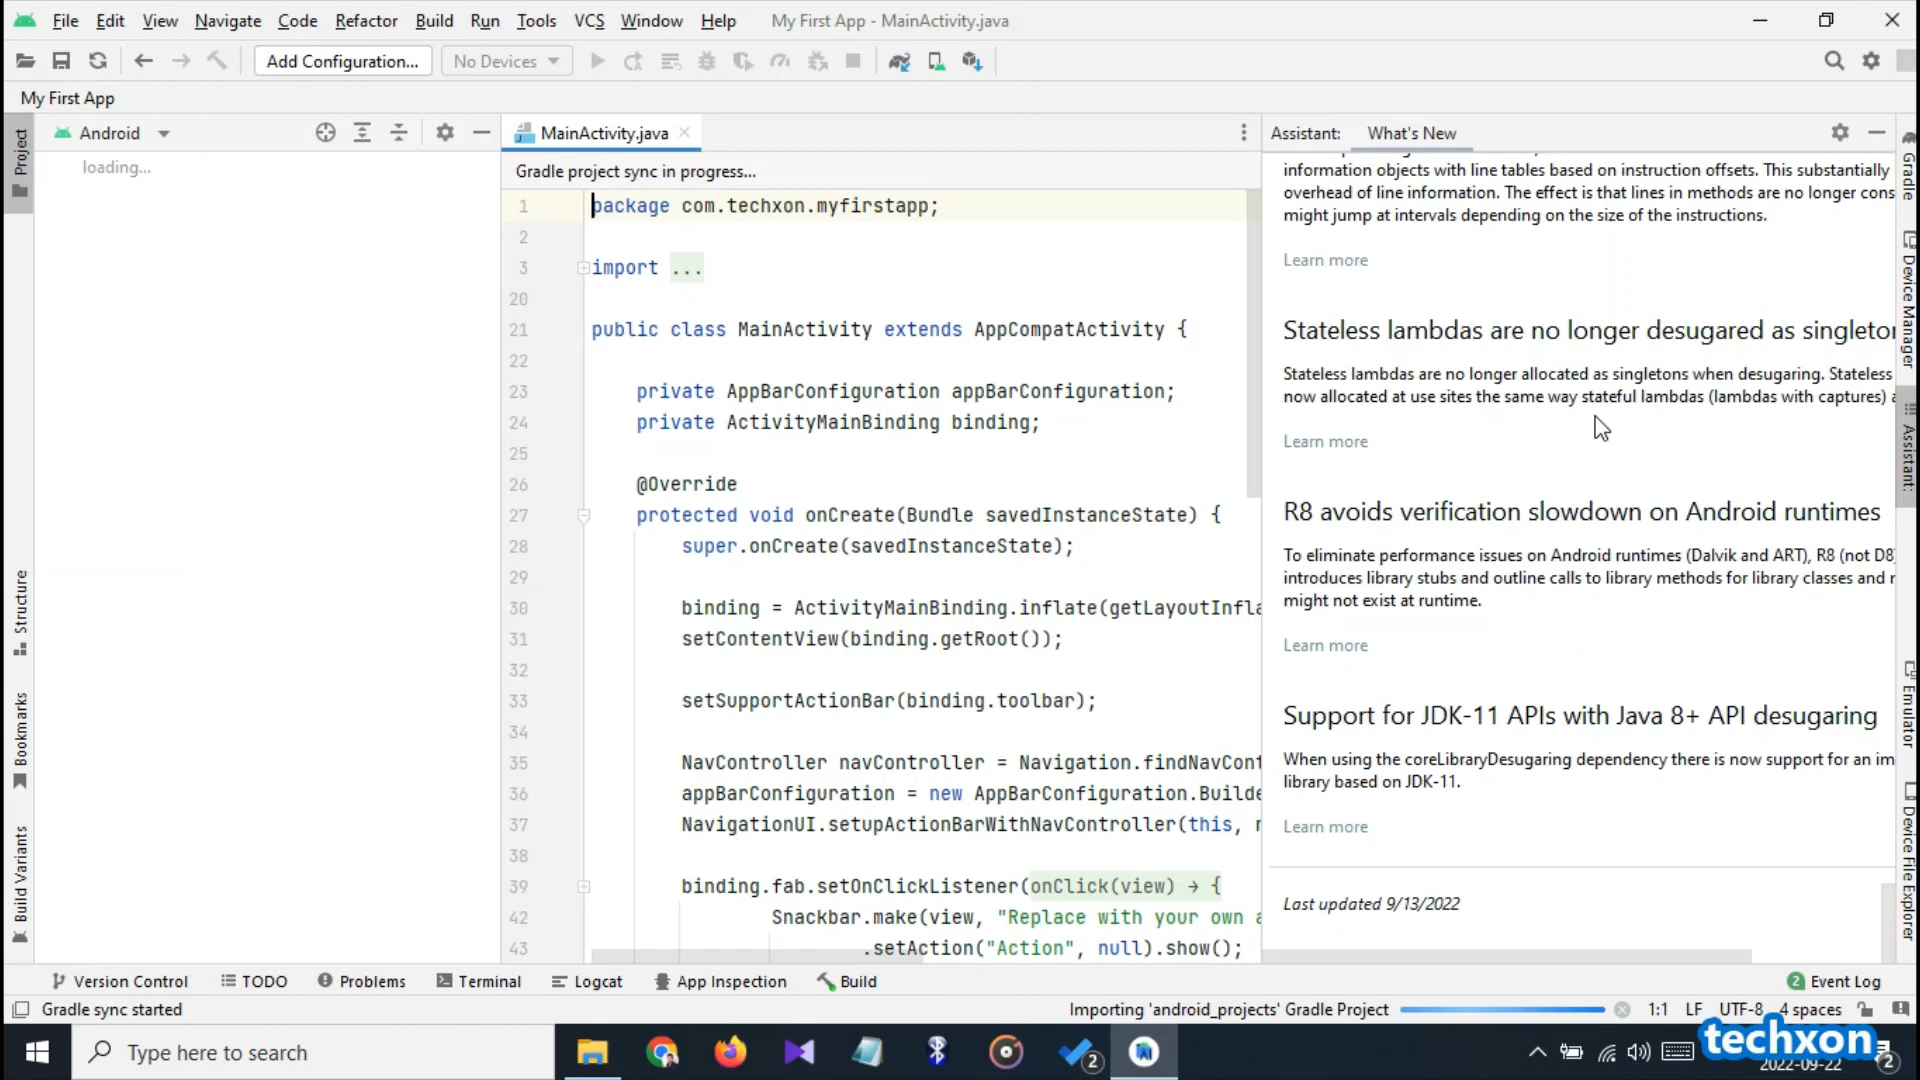 File Edit View Navigate Code Refactor Build Run Tools VCS Window Help My First App - MainActivity.java
Add Configuration... No Devices
My First App
Project
Android
MainActivity.java
Assistant: What's New
loading...
Gradle project sync in progress...
1 package com.techxon.myfirstapp;
2
3 import ...
20
21 public class MainActivity extends AppCompatActivity {
22
23 private AppBarConfiguration appBarConfiguration;
24 private ActivityMainBinding binding;
25
26 @Override
27 protected void onCreate(Bundle savedInstanceState) {
28 super.onCreate(savedInstanceState);
29
30 binding = ActivityMainBinding.inflate(getLayoutInfla
31 setContentView(binding.getRoot());
32
33 setSupportActionBar(binding.toolbar);
34
35 NavController navController = Navigation.findNavCont
36 appBarConfiguration = new AppBarConfiguration.Builde
37 NavigationUI.setupActionBarWithNavController(this, n
38
39 binding.fab.setOnClickListener(onClick(view) → {
42 Snackbar.make(view, "Replace with your own a
43 .setAction("Action", null).show();
information objects with line tables based on instruction offsets. This substantially
overhead of line information. The effect is that lines in methods are no longer cons
might jump at intervals depending on the size of the instructions.
Learn more
Stateless lambdas are no longer desugared as singleton
Stateless lambdas are no longer allocated as singletons when desugaring. Stateless
now allocated at use sites the same way stateful lambdas (lambdas with captures) a
Learn more
R8 avoids verification slowdown on Android runtimes
To eliminate performance issues on Android runtimes (Dalvik and ART), R8 (not D8)
introduces library stubs and outline calls to library methods for library classes and r
might not exist at runtime.
Learn more
Support for JDK-11 APIs with Java 8+ API desugaring
When using the coreLibraryDesugaring dependency there is now support for an im
library based on JDK-11.
Learn more
Last updated 9/13/2022
Structure
Bookmarks
Build Variants
Gradle
Device Manager
Assistant:
Emulator
Device File Explorer
Version Control TODO Problems Terminal Logcat App Inspection Build 2 Event Log
Gradle sync started Importing 'android_projects' Gradle Project 1:1 LF UTF-8 4 spaces
Type here to search
2
techxon
2022-09-22
2